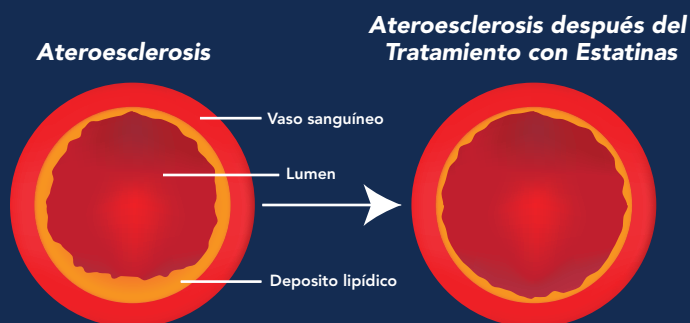 Ateroesclerosis
Ateroesclerosis después del
Tratamiento con Estatinas
Vaso sanguíneo
Lumen
Deposito lipídico